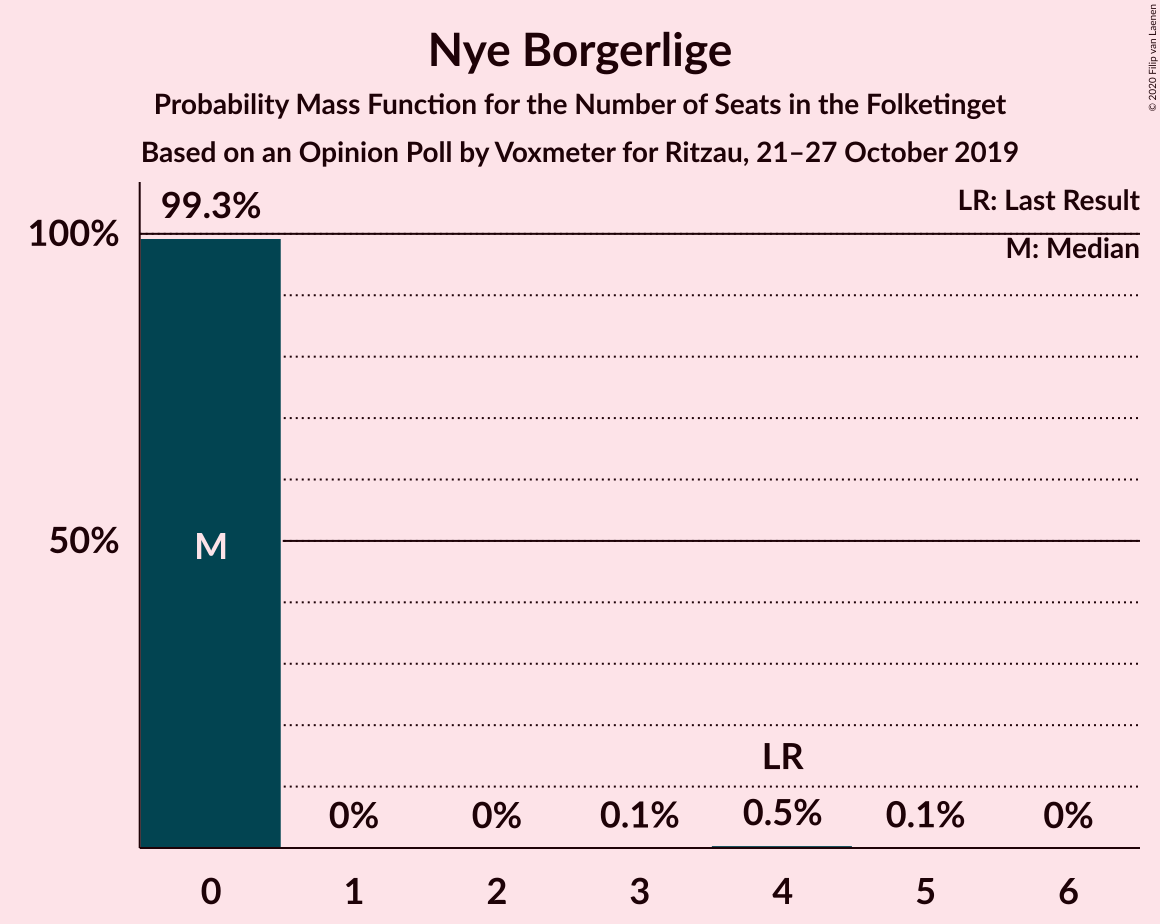 Nye Borgerlige
Probability Mass Function for the Number of Seats in the Folketinget
Based on an Opinion Poll by Voxmeter for Ritzau, 21–27 October 2019
© 2020 Filip van Laenen
LR: Last Result
M: Median
100%
50%
99.3%
M
0%
0%
0.1%
LR
0.5%
0.1%
0%
0 1 2 3 4 5 6